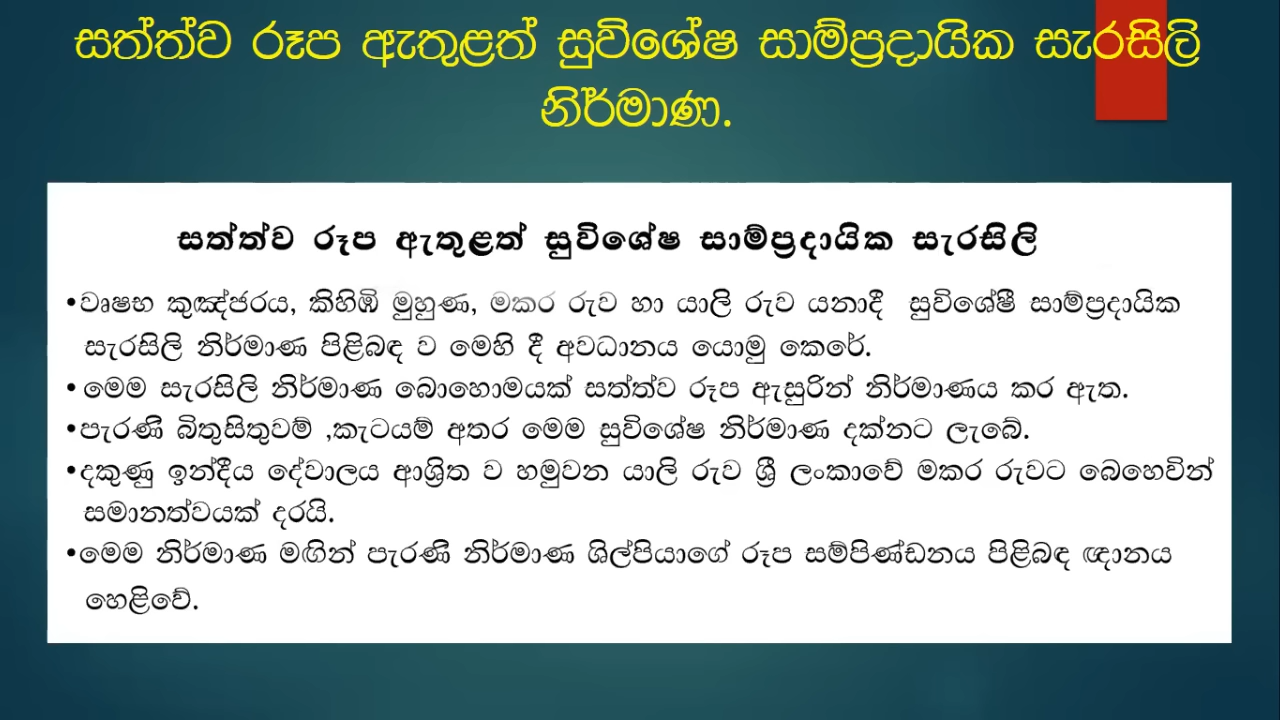 සත්ත්ව රූප ඇතුළත් සුවිශේෂ සාම්ප්‍රදායික සැරසිලි
නිර්මාණ.
සත්ත්ව රූප ඇතුළත් සුවිශේෂ සාම්ප්‍රදායික සැරසිලි
•වෘෂභ කුඤ්ජරය, කිහිඹි මුහුණ, මකර රුව හා යාලි රුව යනාදී සුවිශේෂී සාම්ප්‍රදායික
සැරසිලි නිර්මාණ පිළිබඳ ව මෙහි දී අවධානය යොමු කෙරේ.
• මෙම සැරසිලි නිර්මාණ බොහොමයක් සත්ත්ව රූප ඇසුරින් නිර්මාණය කර ඇත.
•පැරණි බිතුසිතුවම් ,කැටයම් අතර මෙම සුවිශේෂ නිර්මාණ දක්නට ලැබේ.
•දකුණු ඉන්දීය දේවාලය ආශ්‍රිත ව හමුවන යාලි රුව ශ්‍රී ලංකාවේ මකර රුවට බෙහෙවින්
සමානත්වයක් දරයි.
•මෙම නිර්මාණ මඟින් පැරණි නිර්මාණ ශිල්පියාගේ රූප සම්පිණ්ඩනය පිළිබඳ ඥානය
හෙළිවේ.